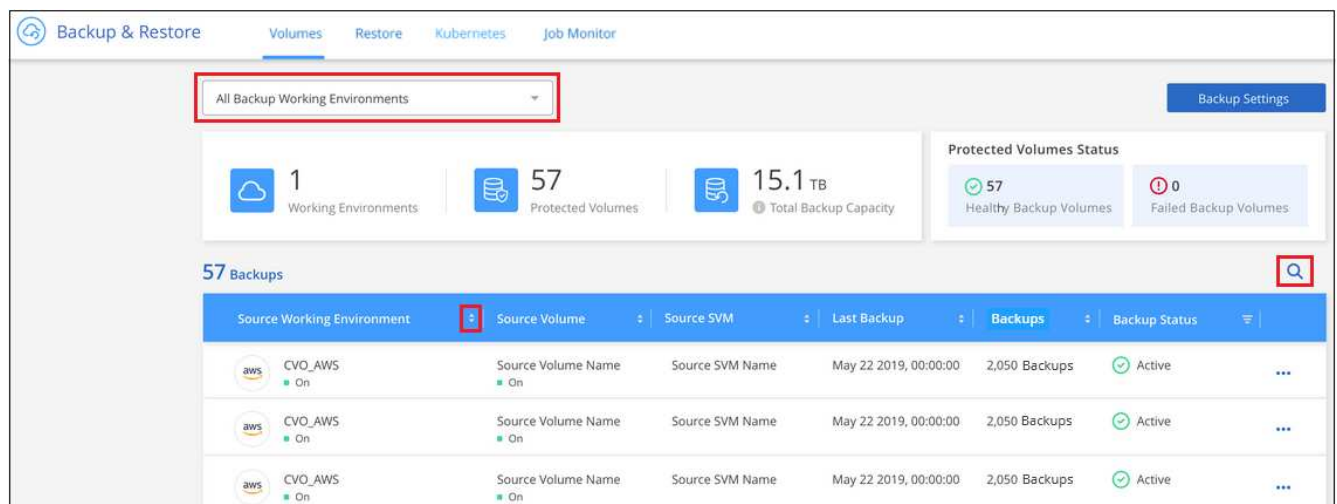 Backup & Restore Volumes Restore Kubernetes Job Monitor
All Backup Working Environments
Backup Settings
1
Working Environments
57
Protected Volumes
15.1 TB
Total Backup Capacity
Protected Volumes Status
57
Healthy Backup Volumes
0
Failed Backup Volumes
57 Backups
Source Working Environment Source Volume Source SVM Last Backup Backups Backup Status
aws CVO_AWS Source Volume Name Source SVM Name May 22 2019, 00:00:00 2,050 Backups Active
On On
aws CVO_AWS Source Volume Name Source SVM Name May 22 2019, 00:00:00 2,050 Backups Active
On On
aws CVO_AWS Source Volume Name Source SVM Name May 22 2019, 00:00:00 2,050 Backups Active
On On